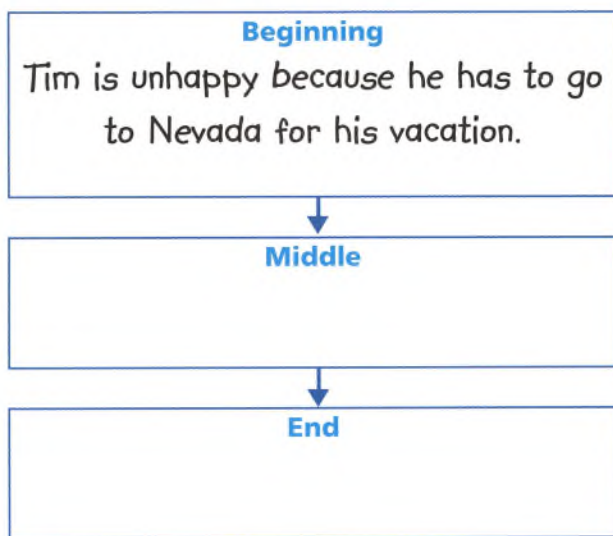 Beginning
Tim is unhappy because he has to go
to Nevada for his vacation.
Middle
End